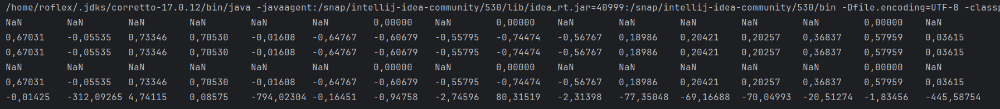 /home/roflex/.jdks/corretto-17.0.12/bin/java -javaagent:/snap/intellij-idea-community/530/lib/idea_rt.jar=40999:/snap/intellij-idea-community/530/bin -Dfile.encoding=UTF-8 -classp
NaN NaN NaN NaN NaN NaN 0,00000 NaN 0,00000 NaN NaN NaN NaN NaN 0,00000 NaN
0,67031 -0,05535 0,73346 0,70530 -0,01608 -0,64767 -0,60679 -0,55795 -0,74474 -0,56767 0,18986 0,20421 0,20257 0,36837 0,57959 0,03615
0,67031 -0,05535 0,73346 0,70530 -0,01608 -0,64767 -0,60679 -0,55795 -0,74474 -0,56767 0,18986 0,20421 0,20257 0,36837 0,57959 0,03615
NaN NaN NaN NaN NaN NaN 0,00000 NaN 0,00000 NaN NaN NaN NaN NaN 0,00000 NaN
0,67031 -0,05535 0,73346 0,70530 -0,01608 -0,64767 -0,60679 -0,55795 -0,74474 -0,56767 0,18986 0,20421 0,20257 0,36837 0,57959 0,03615
-0,01425 -312,09265 4,74115 0,08575 -794,02304 -0,16451 -0,94758 -2,74596 80,31519 -2,31398 -77,35048 -69,16688 -70,04993 -20,51274 -1,83456 -445,58754